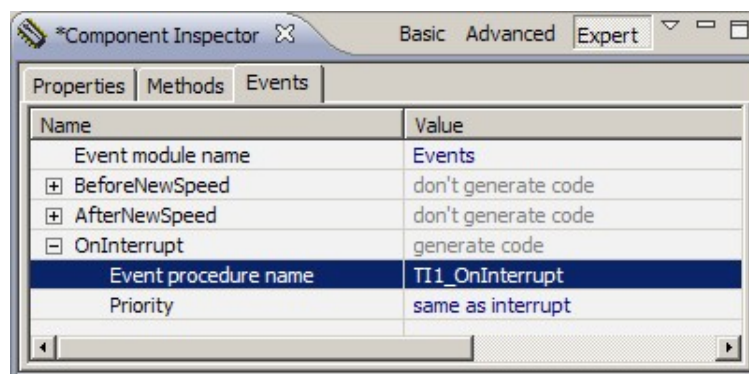 *Component Inspector Basic Advanced Expert
Properties Methods Events
Name Value
Event module name Events
BeforeNewSpeed don't generate code
AfterNewSpeed don't generate code
OnInterrupt generate code
Event procedure name TI1_OnInterrupt
Priority same as interrupt